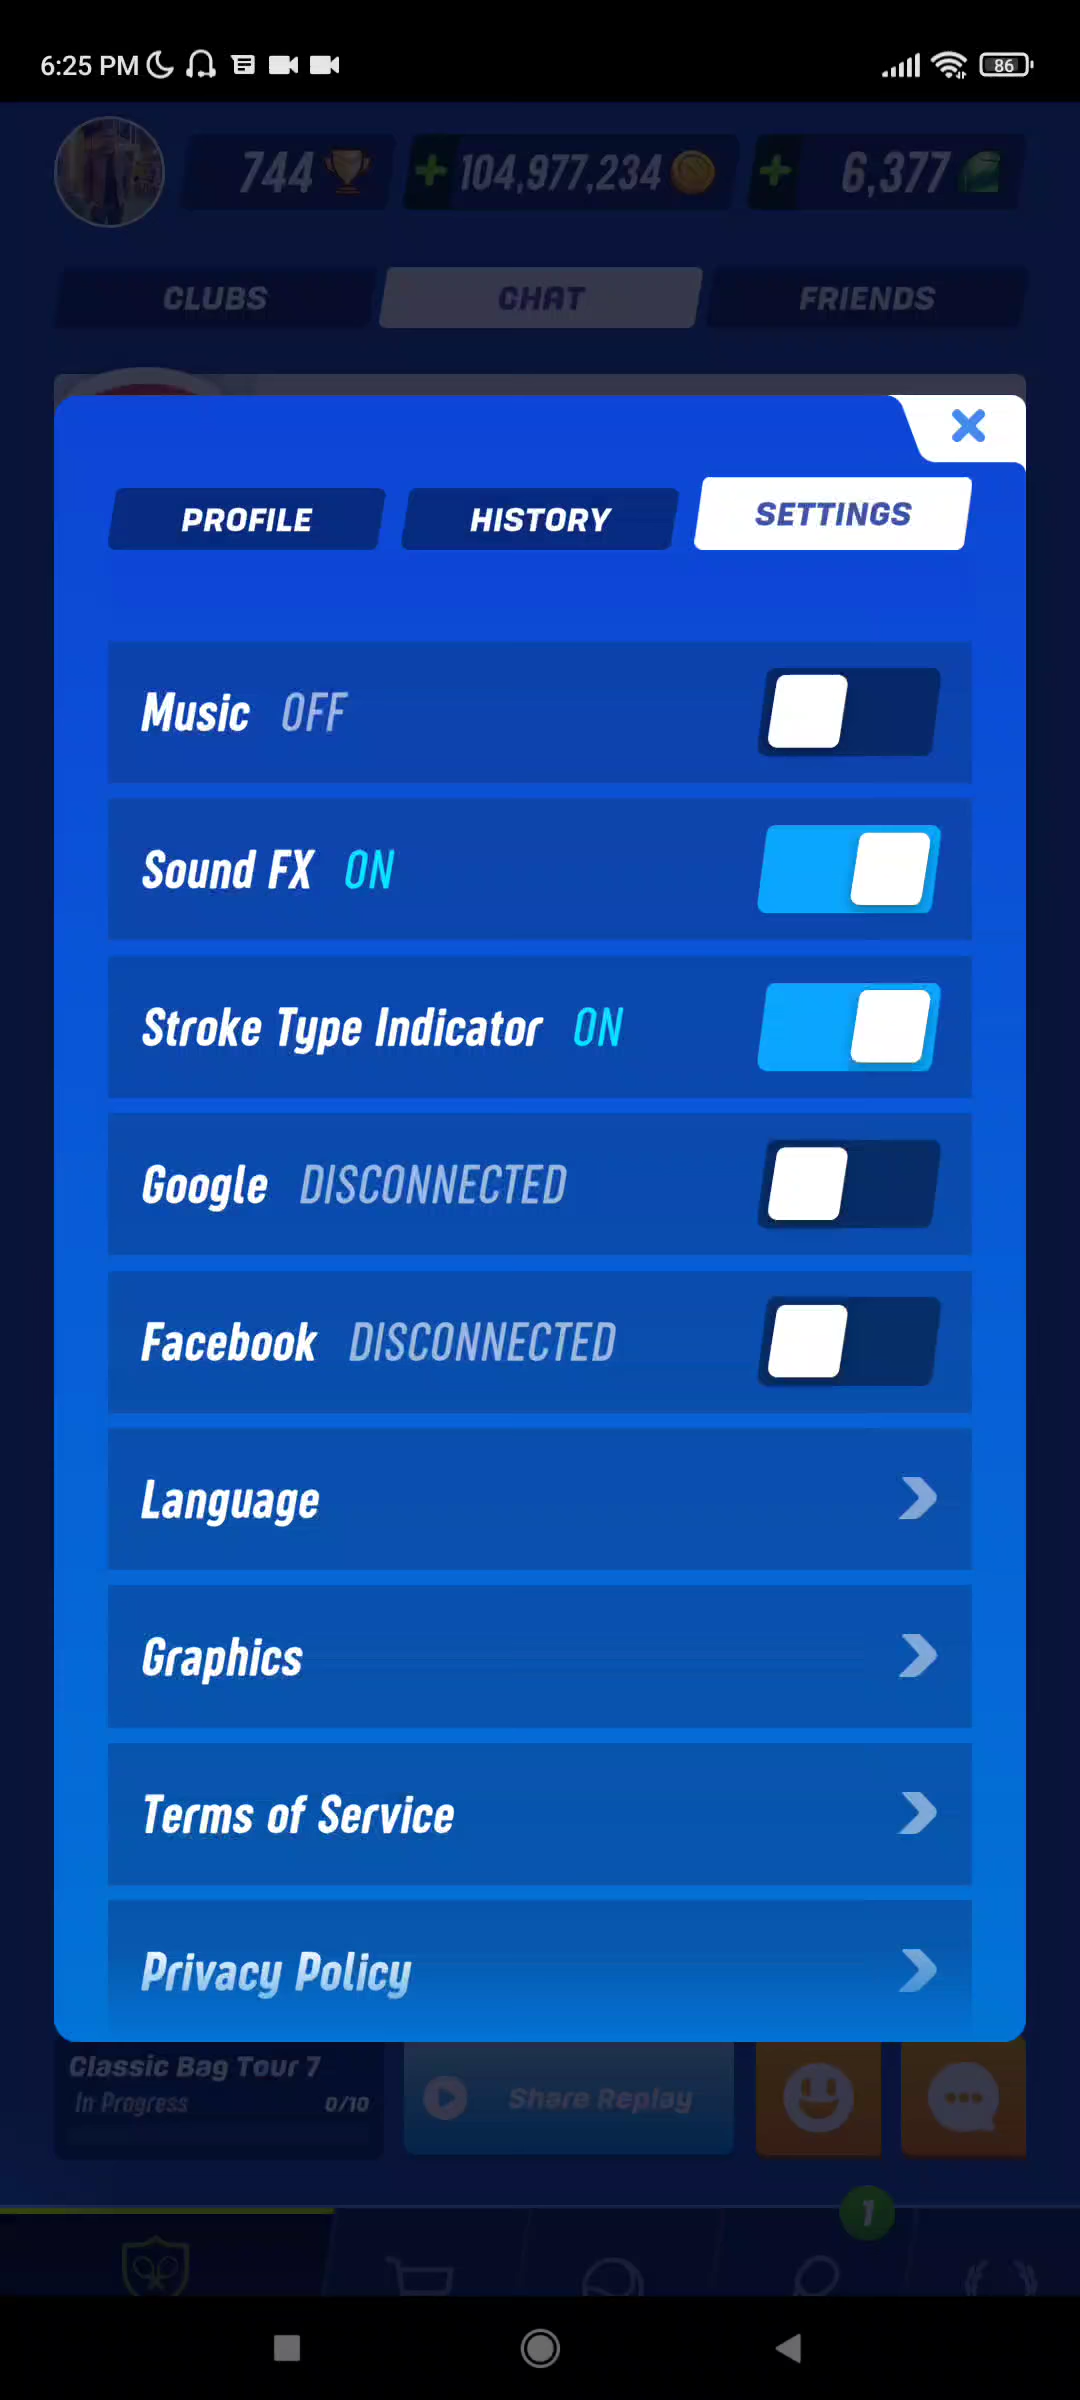 6:25 PM
86
744
104,977,234
6,377
CLUBS
CHAT
FRIENDS
PROFILE
HISTORY
SETTINGS
Music OFF
Sound FX ON
Stroke Type Indicator ON
Google DISCONNECTED
Facebook DISCONNECTED
Language
Graphics
Terms of Service
Privacy Policy
Classic Bag Tour 7
In Progress 0/10
Share Replay
1